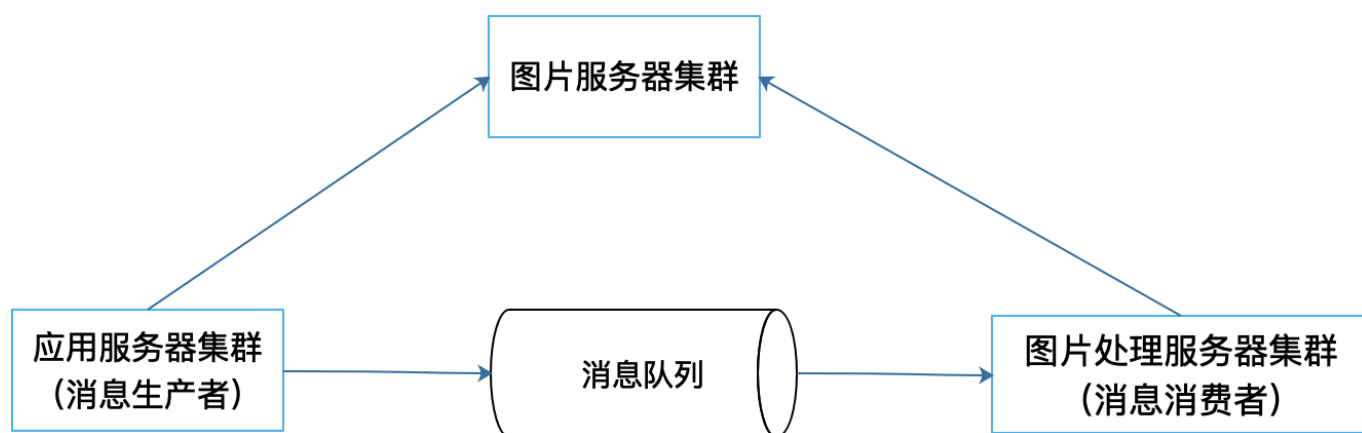 图片服务器集群
应用服务器集群
（消息生产者）
消息队列
图片处理服务器集群
（消息消费者）